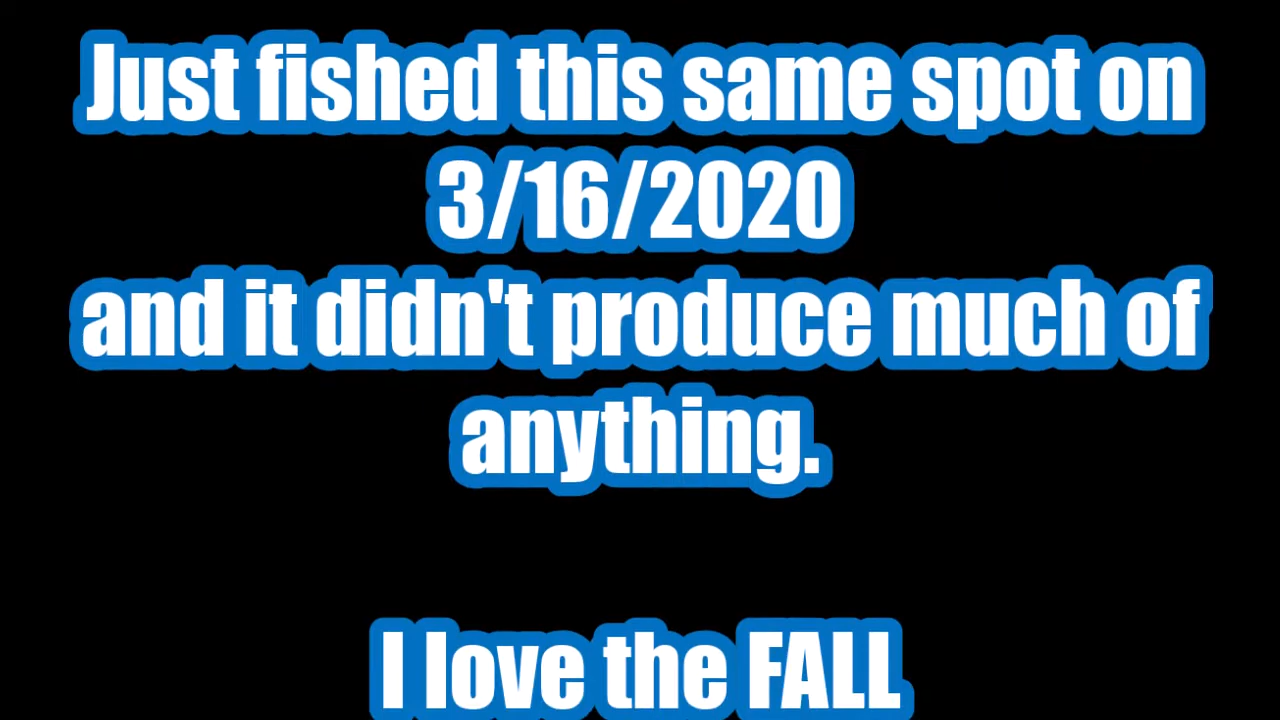 Just fished this same spot on
3/16/2020
and it didn't produce much of
anything.
I love the FALL